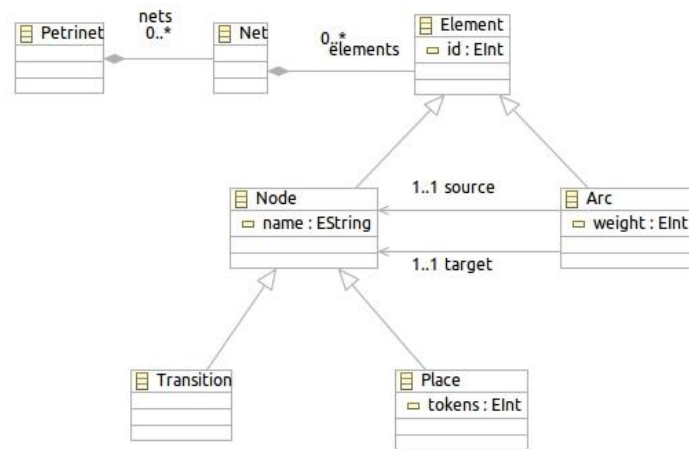 nets
0..*
Petrinet
Net
0..*
elements
Element
id : EInt
Node
name : EString
1..1 source
1..1 target
Arc
weight : EInt
Transition
Place
tokens : EInt